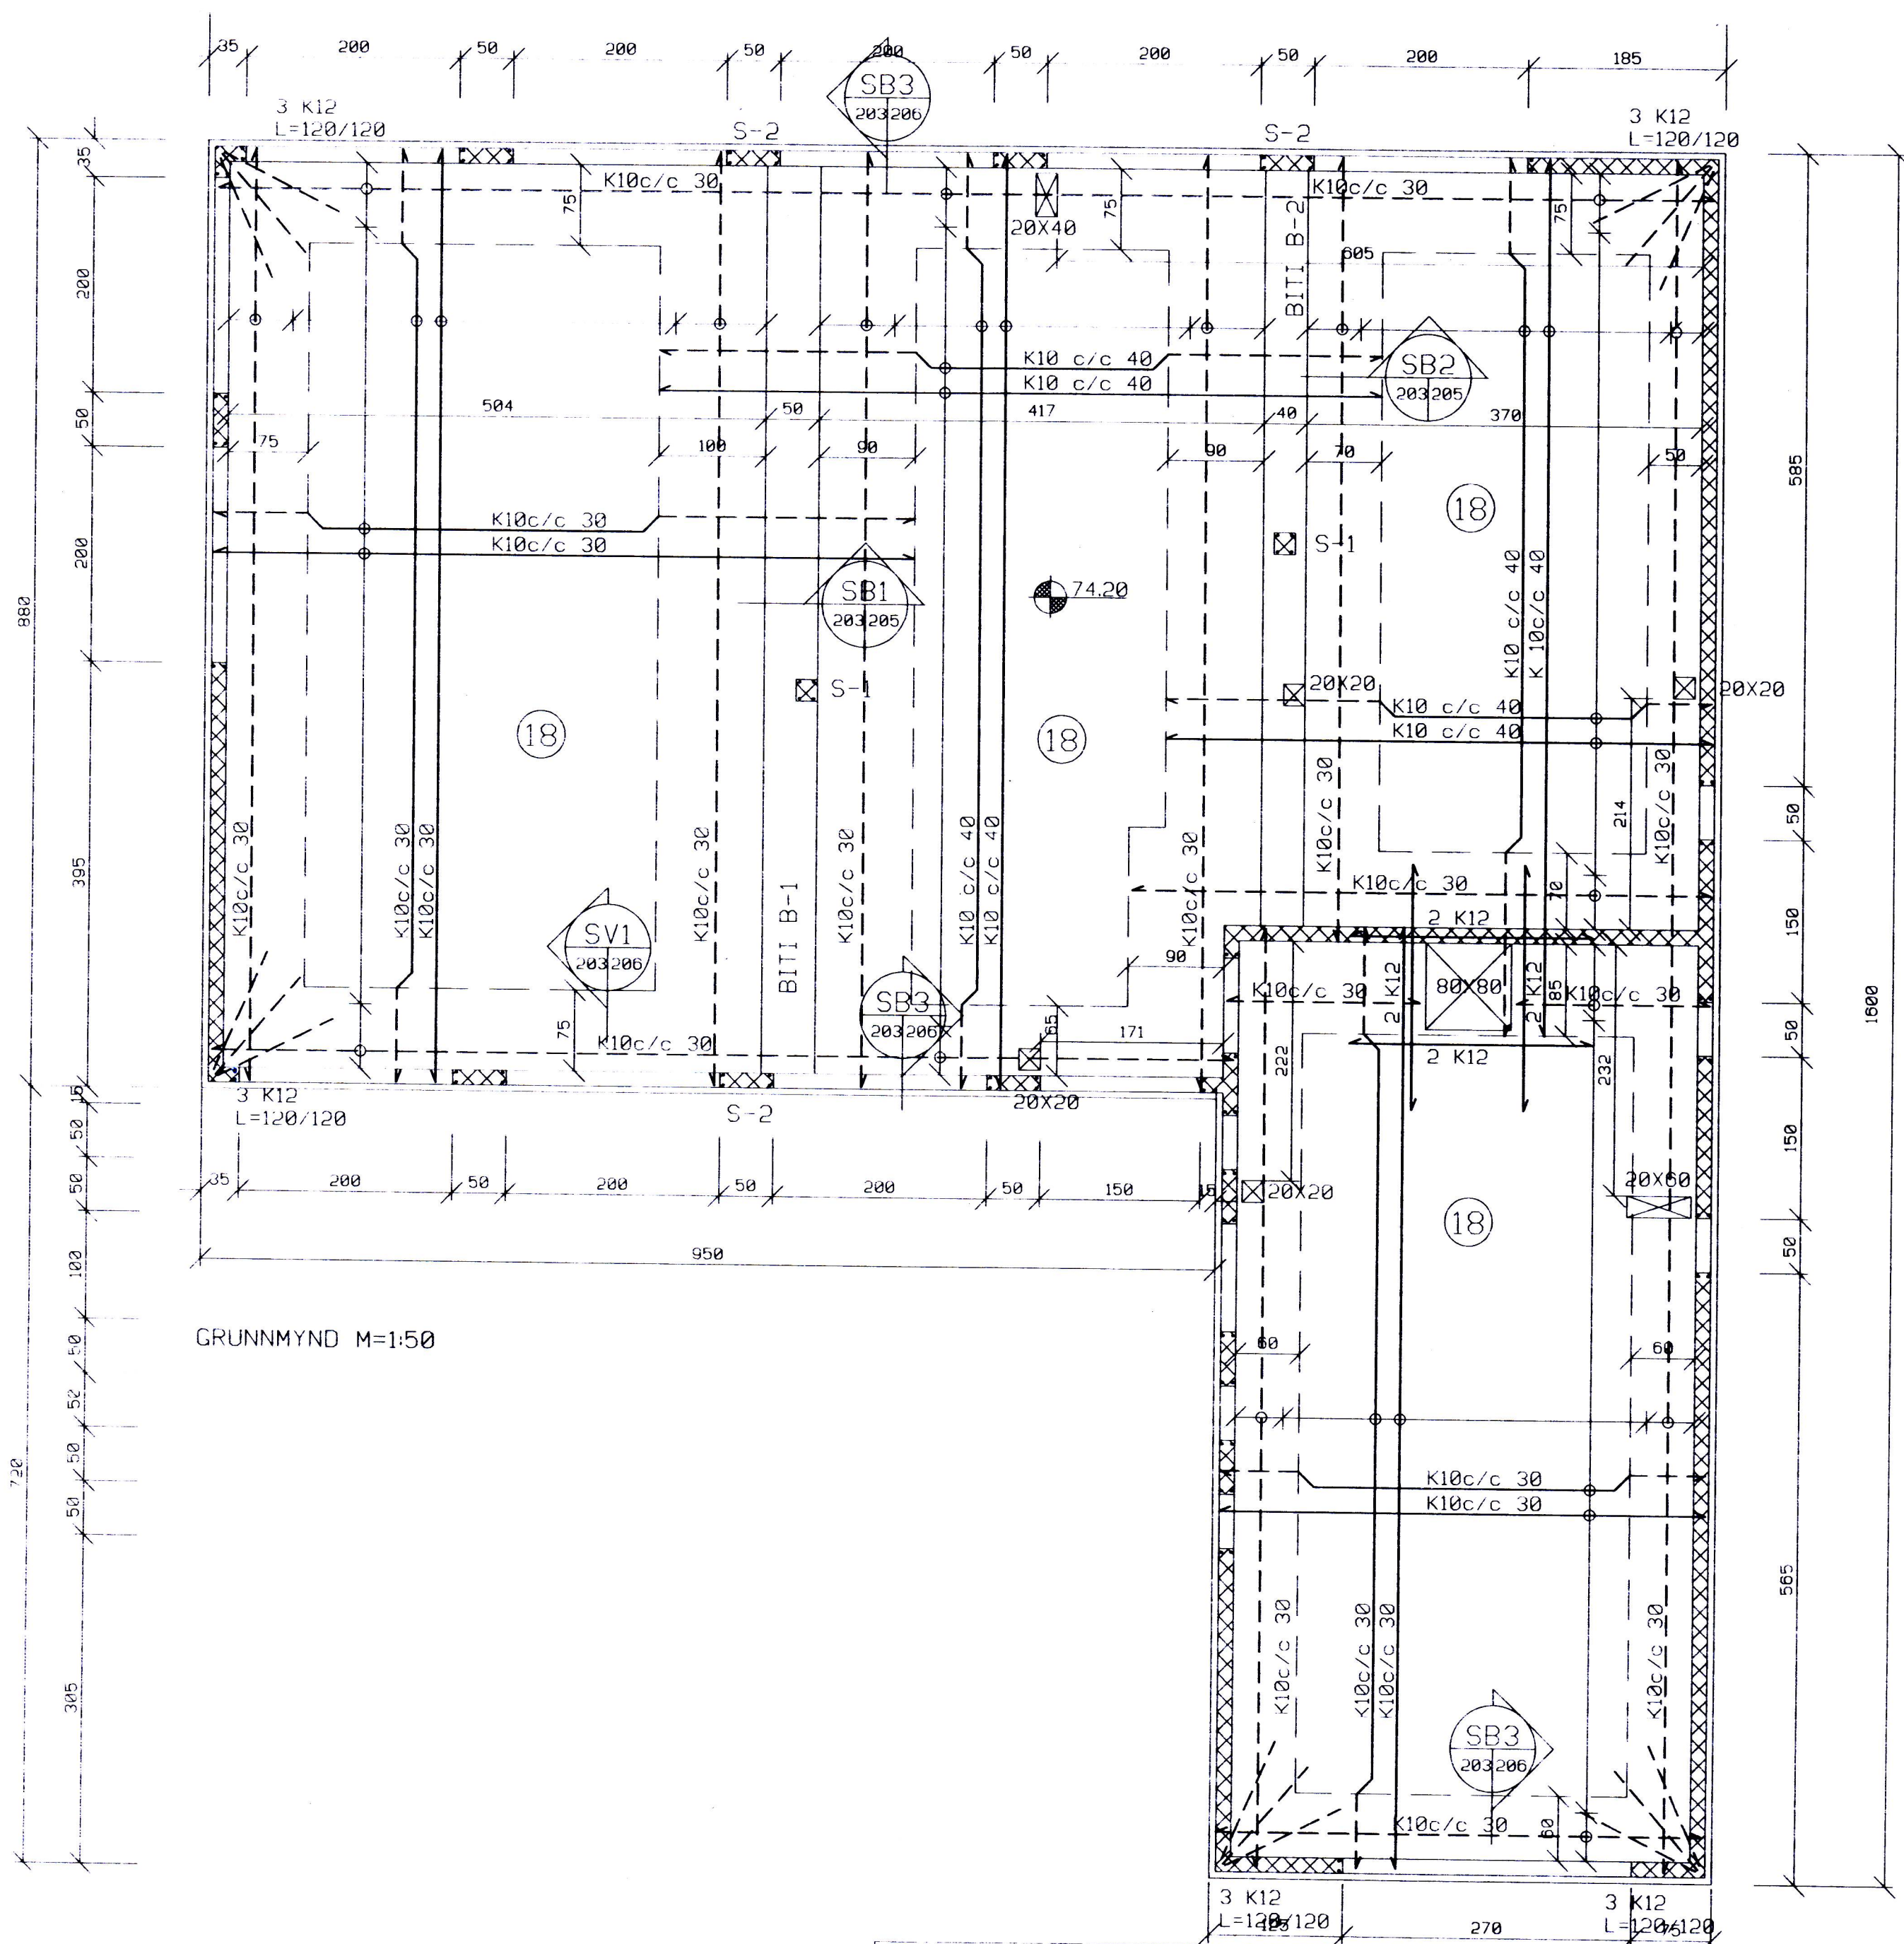 35 200 50 200 50 200 50 200 50 200 185
SB3
203 206
3 K12
L=120/120
S-2
S-2
3 K12
L=120/120
35
K10c/c 30
K10c/c 30
75
75
75
20X40
BITI B-2
605
200
K10 c/c 40
K10 c/c 40
SB2
203 205
504 50 417 40 370
50
75 100 90 90 70 50
585
18
K10c/c 30
K10c/c 30
200
S-1
K10 c/c 40
K 10c/c 40
SB1
203 205
74.20
880
S-1
20X20
20X20
K10 c/c 40
K10 c/c 40
18
18
K10c/c 30
K10c/c 30
214
50
395
K10c/c 30
K10c/c 30
K10c/c 30
K10c/c 30
K10c/c 30
K10 c/c 40
K10 c/c 40
K10c/c 30
K10c/c 30
70
150
BITI B-1
SV1
203 206
2 K12
90
K10c/c 30
2 K12
80X80
2 K12
85
K10c/c 30
1600
SB3
203 206
65
171
75
K10c/c 30
2 K12
50
222
232
3 K12
L=120/120
S-2
20X20
15
50
150
35 200 50 200 50 200 50 150 15
20X20
20X60
50
18
950
50
100
GRUNNMYND M=1:50
60
60
50
50
50
K10c/c 30
K10c/c 30
50
720
565
K10c/c 30
K10c/c 30
K10c/c 30
K10c/c 30
305
SB3
203 206
K10c/c 30
60
3 K12
L=120/120
3 K12
L=120/120
125 270 75